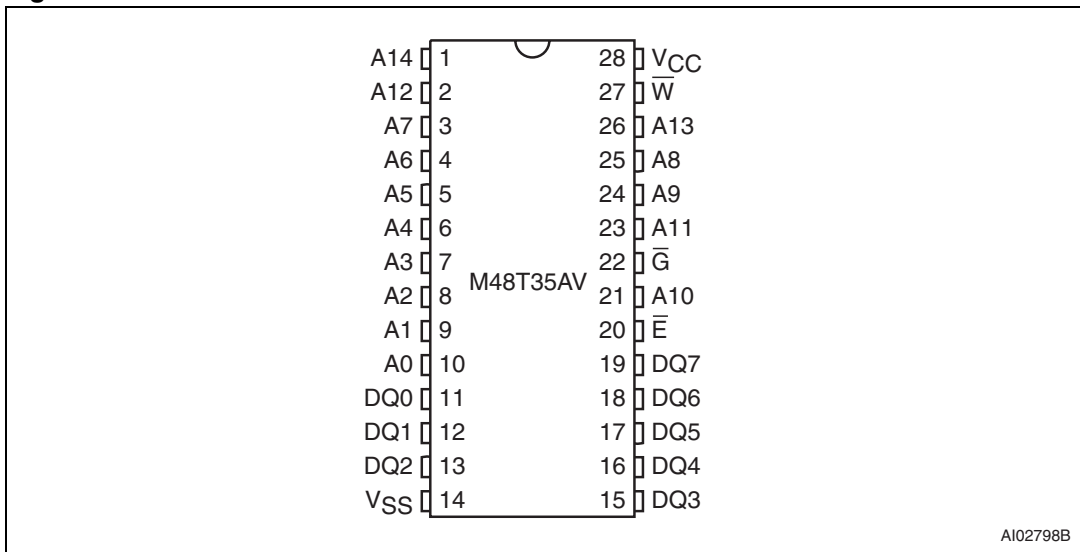 A14 1 28 VCC
A12 2 27 W̅
A7 3 26 A13
A6 4 25 A8
A5 5 24 A9
A4 6 23 A11
A3 7 22 G̅
M48T35AV
A2 8 21 A10
A1 9 20 E̅
A0 10 19 DQ7
DQ0 11 18 DQ6
DQ1 12 17 DQ5
DQ2 13 16 DQ4
VSS 14 15 DQ3
AI02798B